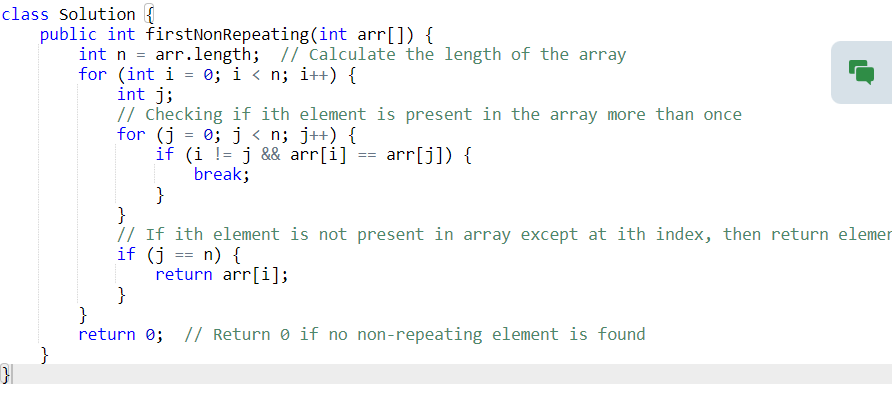 class Solution {
    public int firstNonRepeating(int arr[]) {
        int n = arr.length;  // Calculate the length of the array
        for (int i = 0; i < n; i++) {
            int j;
            // Checking if ith element is present in the array more than once
            for (j = 0; j < n; j++) {
                if (i != j && arr[i] == arr[j]) {
                    break;
                }
            }
            // If ith element is not present in array except at ith index, then return
            if (j == n) {
                return arr[i];
            }
        }
        return 0;  // Return 0 if no non-repeating element is found
    }
}